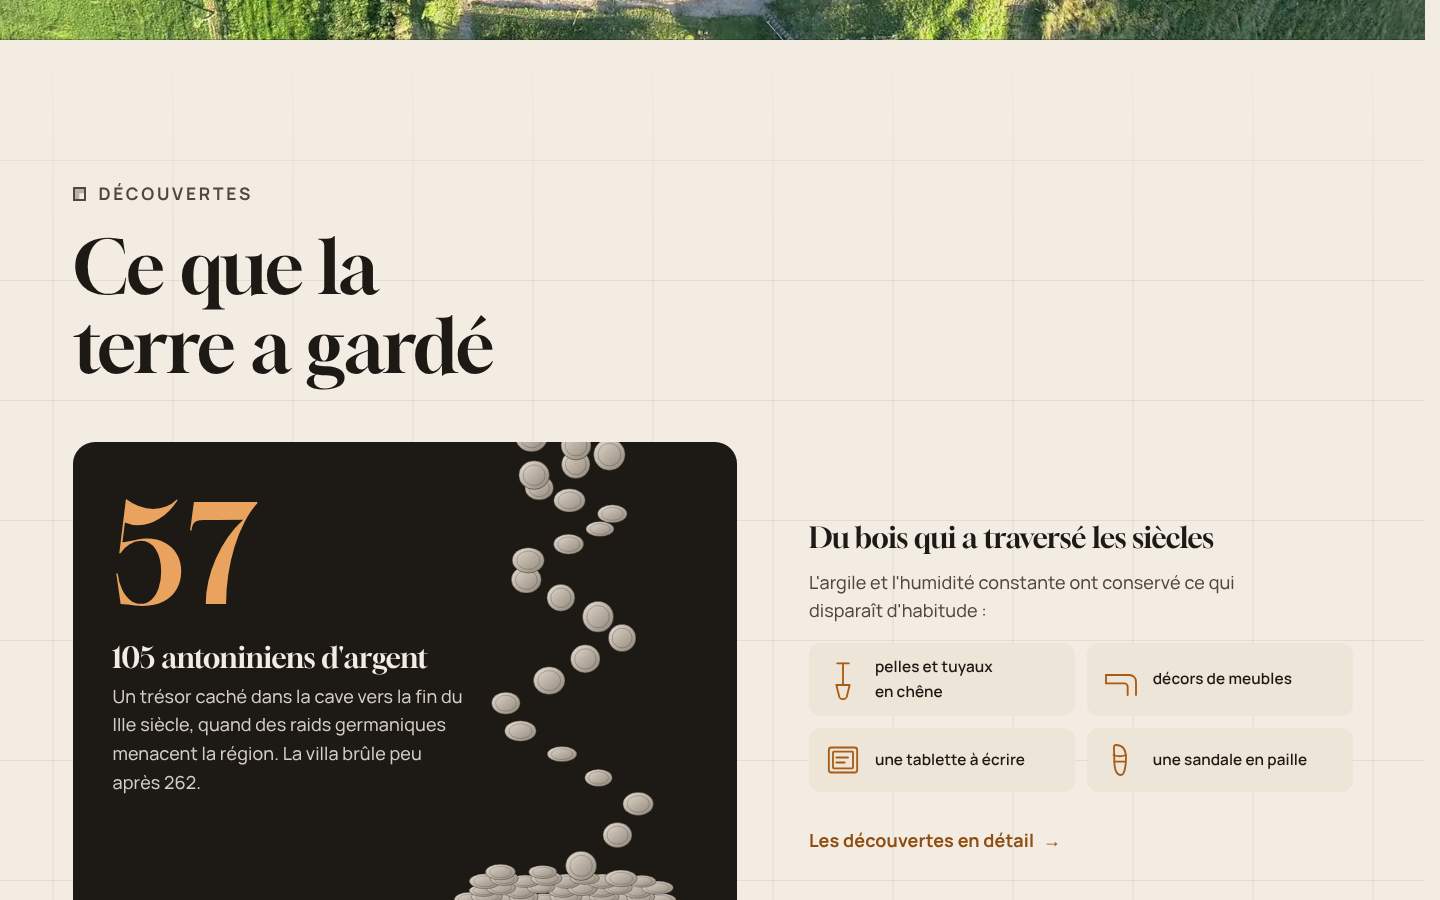 DÉCOUVERTES
Ce que la
terre a gardé
57
105 antoniniens d'argent
Un trésor caché dans la cave vers la fin du
IIIe siècle, quand des raids germaniques
menacent la région. La villa brûle peu
après 262.
Du bois qui a traversé les siècles
L'argile et l'humidité constante ont conservé ce qui
disparaît d'habitude :
pelles et tuyaux
en chêne
décors de meubles
une tablette à écrire
une sandale en paille
Les découvertes en détail →